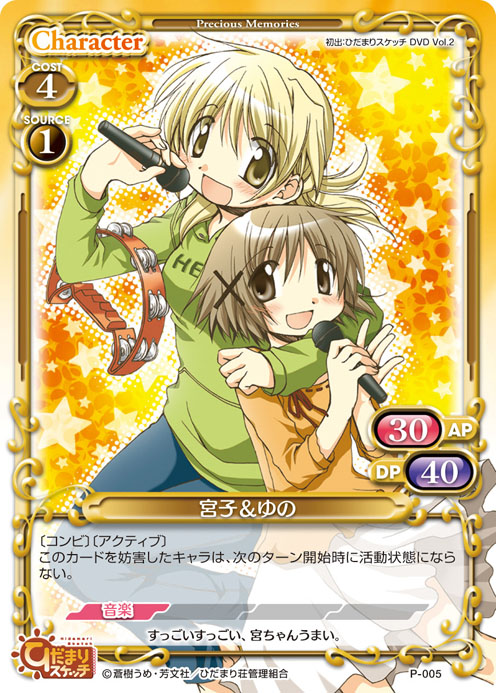 Precious Memories
Character
初出:ひだまりスケッチ DVD Vol.2
COST
4
SOURCE
1
HE
30 AP
DP 40
宮子&ゆの
〔コンビ〕〔アクティブ〕
このカードを妨害したキャラは、次のターン開始時に活動状態になら
ない。
音楽
すっごいすっごい、宮ちゃんうまい。
Hidamari Sketch
ひだまり
スケッチ
©蒼樹うめ・芳文社/ひだまり荘管理組合
P-005